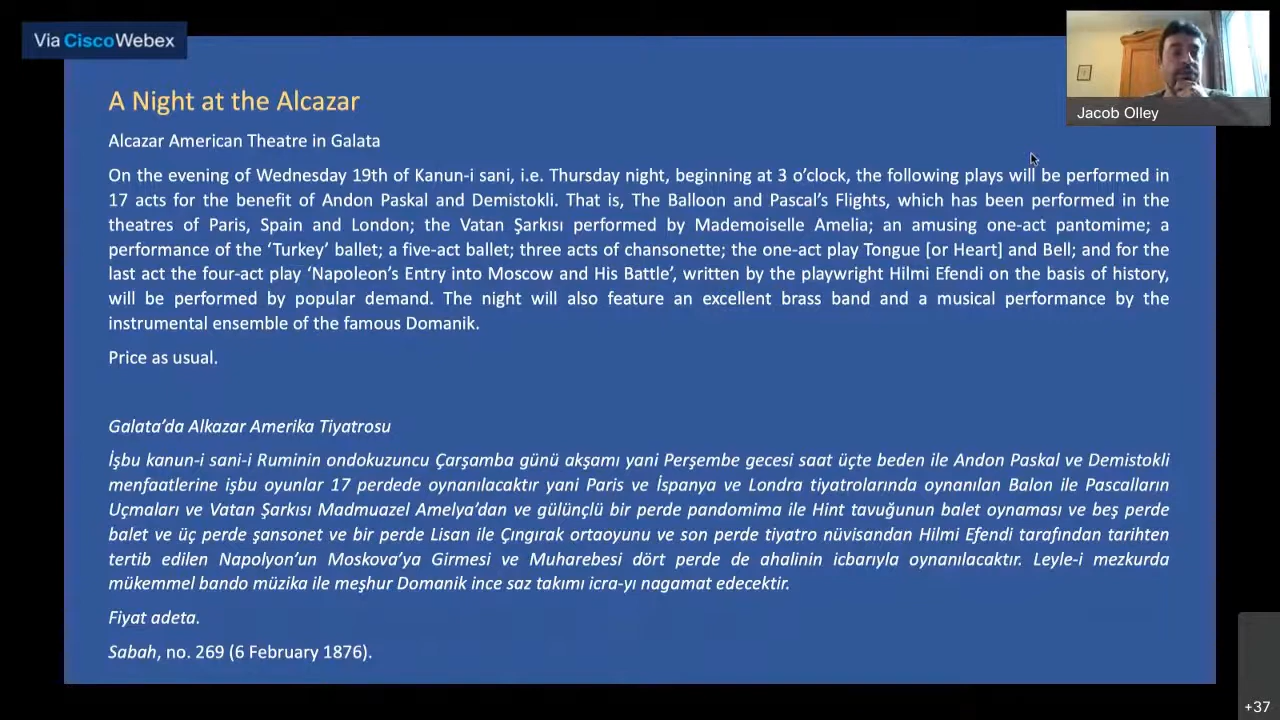 Via CiscoWebex
Jacob Olley
A Night at the Alcazar
Alcazar American Theatre in Galata
On the evening of Wednesday 19th of Kanun-i sani, i.e. Thursday night, beginning at 3 o’clock, the following plays will be performed in
17 acts for the benefit of Andon Paskal and Demistokli. That is, The Balloon and Pascal’s Flights, which has been performed in the
theatres of Paris, Spain and London; the Vatan Şarkısı performed by Mademoiselle Amelia; an amusing one-act pantomime; a
performance of the ‘Turkey’ ballet; a five-act ballet; three acts of chansonette; the one-act play Tongue [or Heart] and Bell; and for the
last act the four-act play ‘Napoleon’s Entry into Moscow and His Battle’, written by the playwright Hilmi Efendi on the basis of history,
will be performed by popular demand. The night will also feature an excellent brass band and a musical performance by the
instrumental ensemble of the famous Domanik.
Price as usual.
Galata’da Alkazar Amerika Tiyatrosu
İşbu kanun-i sani-i Ruminin ondokuzuncu Çarşamba günü akşamı yani Perşembe gecesi saat üçte beden ile Andon Paskal ve Demistokli
menfaatlerine işbu oyunlar 17 perdede oynanılacaktır yani Paris ve İspanya ve Londra tiyatrolarında oynanılan Balon ile Pascalların
Uçmaları ve Vatan Şarkısı Madmuazel Amelya’dan ve gülünçlü bir perde pandomima ile Hint tavuğunun balet oynaması ve beş perde
balet ve üç perde şansonet ve bir perde Lisan ile Çıngırak ortaoyunu ve son perde tiyatro nüvisandan Hilmi Efendi tarafından tarihten
tertib edilen Napolyon’un Moskova’ya Girmesi ve Muharebesi dört perde de ahalinin icbarıyla oynanılacaktır. Leyle-i mezkurda
mükemmel bando müzika ile meşhur Domanik ince saz takımı icra-yı nagamat edecektir.
Fiyat adeta.
Sabah, no. 269 (6 February 1876).
+37